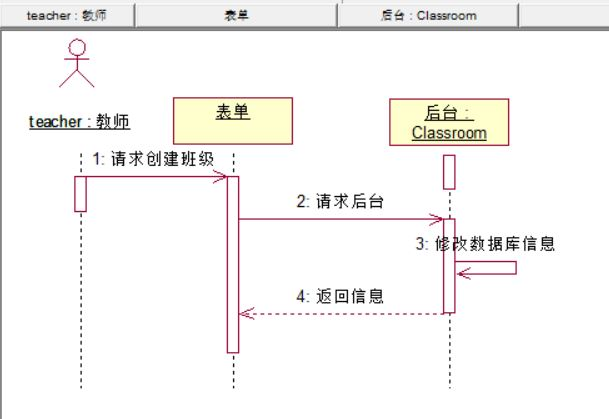 teacher : 教师
表单
后台 : Classroom
teacher : 教师
表单
后台 :
Classroom
1: 请求创建班级
2: 请求后台
3: 修改数据库信息
4: 返回信息